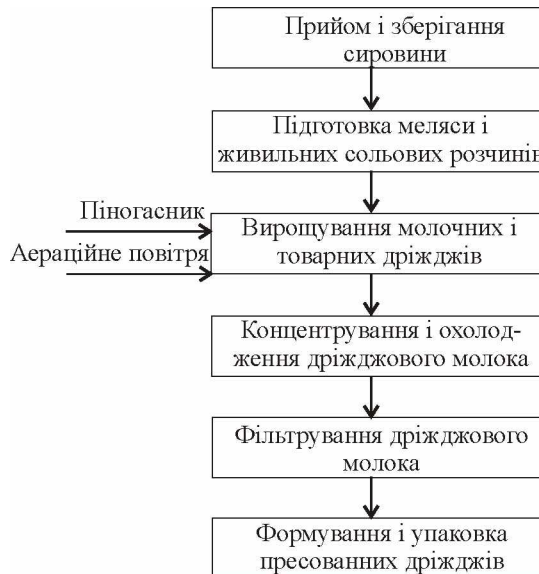 Прийом і зберігання
сировини
Підготовка меляси і
живильних сольових розчинів
Піногасник
Аераційне повітря
Вирощування молочних і
товарних дріжджів
Концентрування і охолод-
ження дріжджового молока
Фільтрування дріжджового
молока
Формування і упаковка
пресованних дріжджів